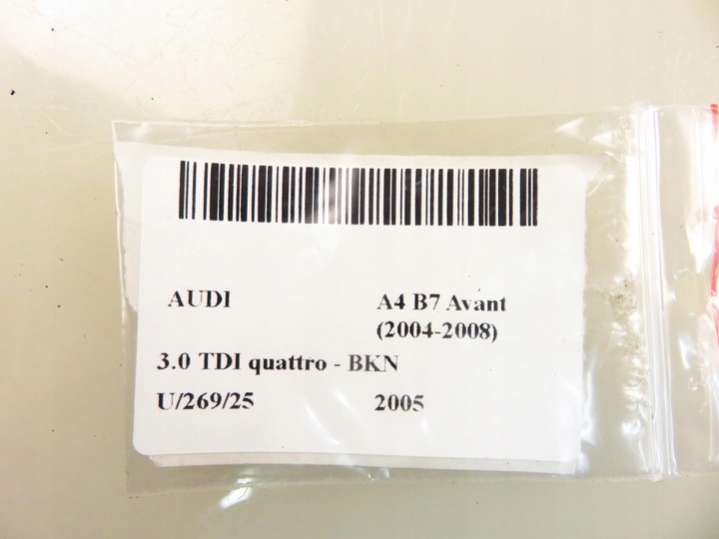 AUDI A4 B7 Avant
(2004-2008)
3.0 TDI quattro - BKN
U/269/25 2005